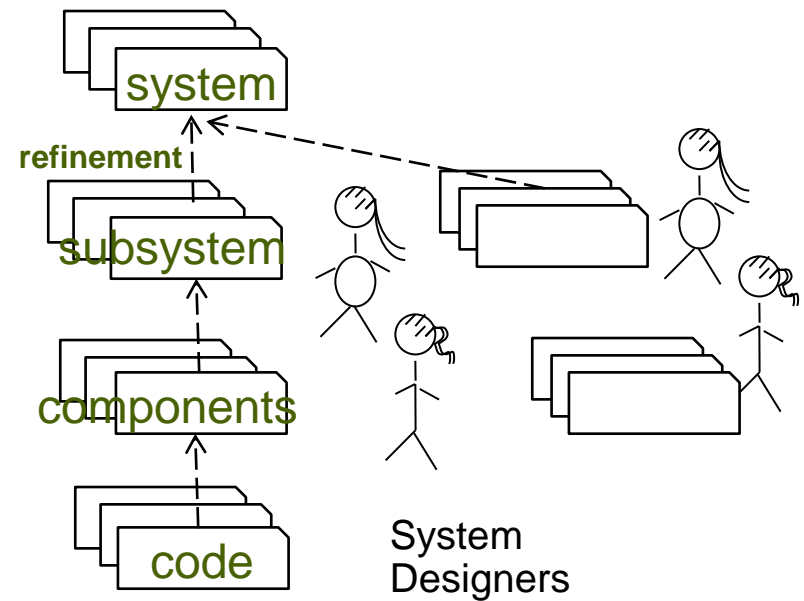 system
refinement
subsystem
components
code
System
Designers